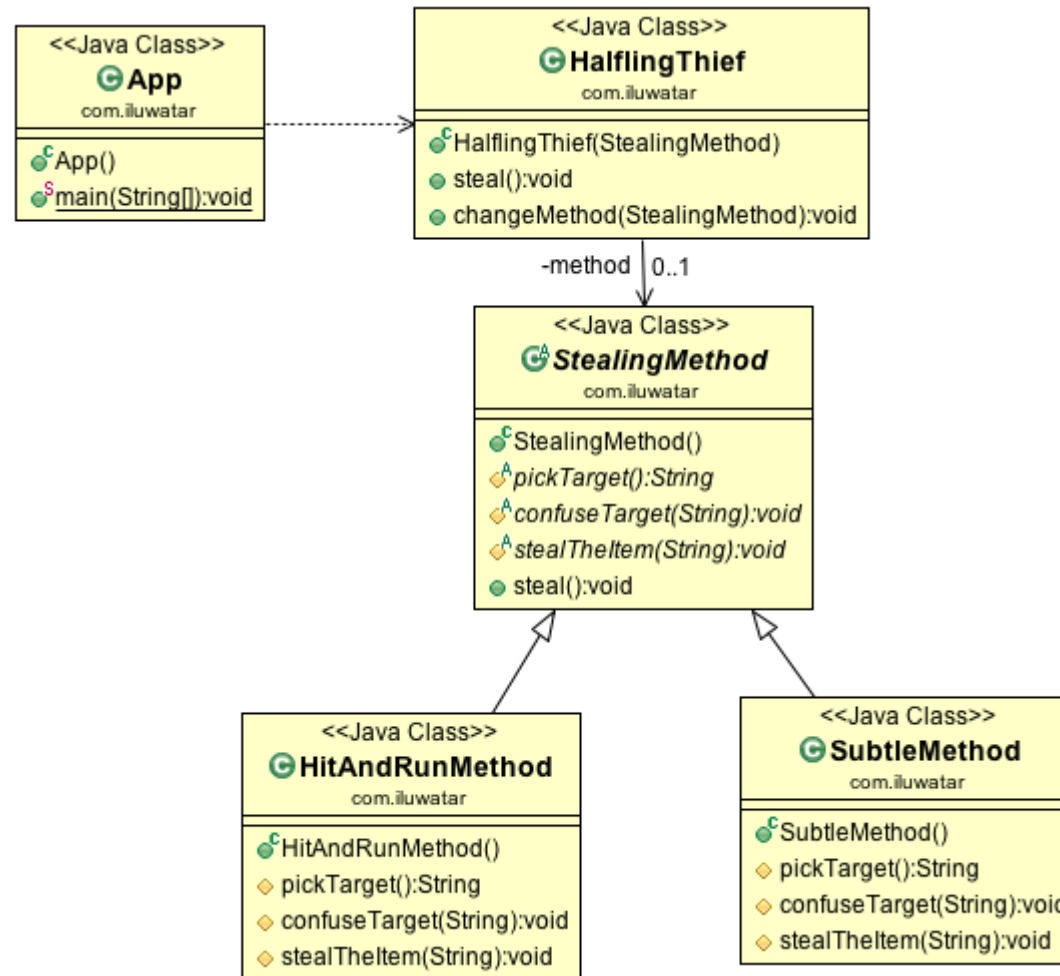 <<Java Class>>
App
com.iluwatar
App()
main(String[]):void
<<Java Class>>
HalflingThief
com.iluwatar
HalflingThief(StealingMethod)
steal():void
changeMethod(StealingMethod):void
-method 0..1
<<Java Class>>
StealingMethod
com.iluwatar
StealingMethod()
pickTarget():String
confuseTarget(String):void
stealTheItem(String):void
steal():void
<<Java Class>>
HitAndRunMethod
com.iluwatar
HitAndRunMethod()
pickTarget():String
confuseTarget(String):void
stealTheItem(String):void
<<Java Class>>
SubtleMethod
com.iluwatar
SubtleMethod()
pickTarget():String
confuseTarget(String):void
stealTheItem(String):void